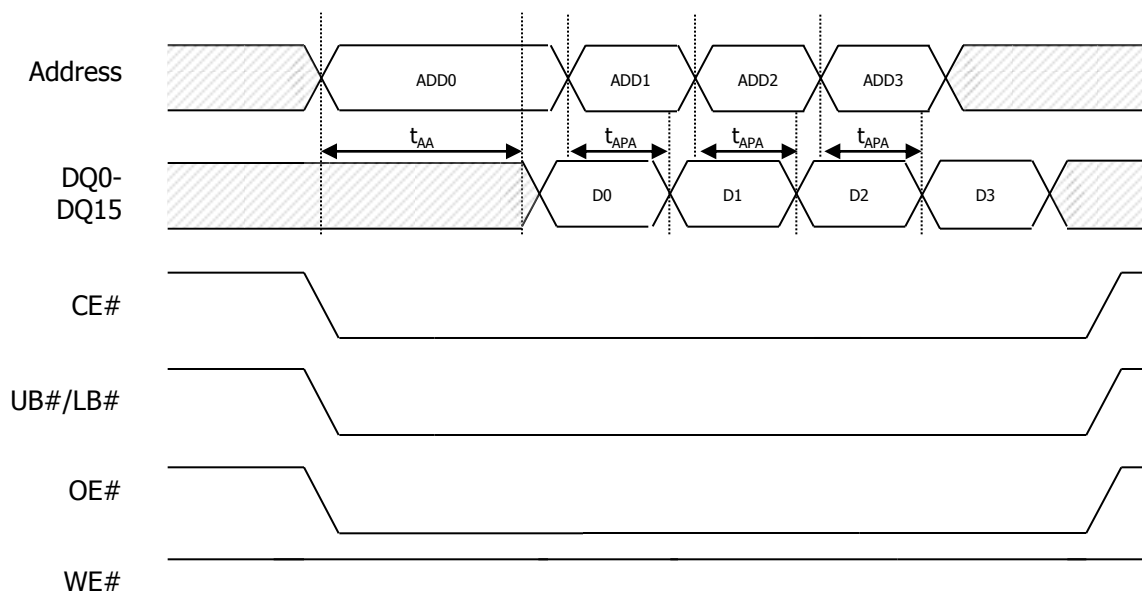 Address
ADD0
ADD1
ADD2
ADD3
tAA
tAPA
tAPA
tAPA
DQ0-
DQ15
D0
D1
D2
D3
CE#
UB#/LB#
OE#
WE#